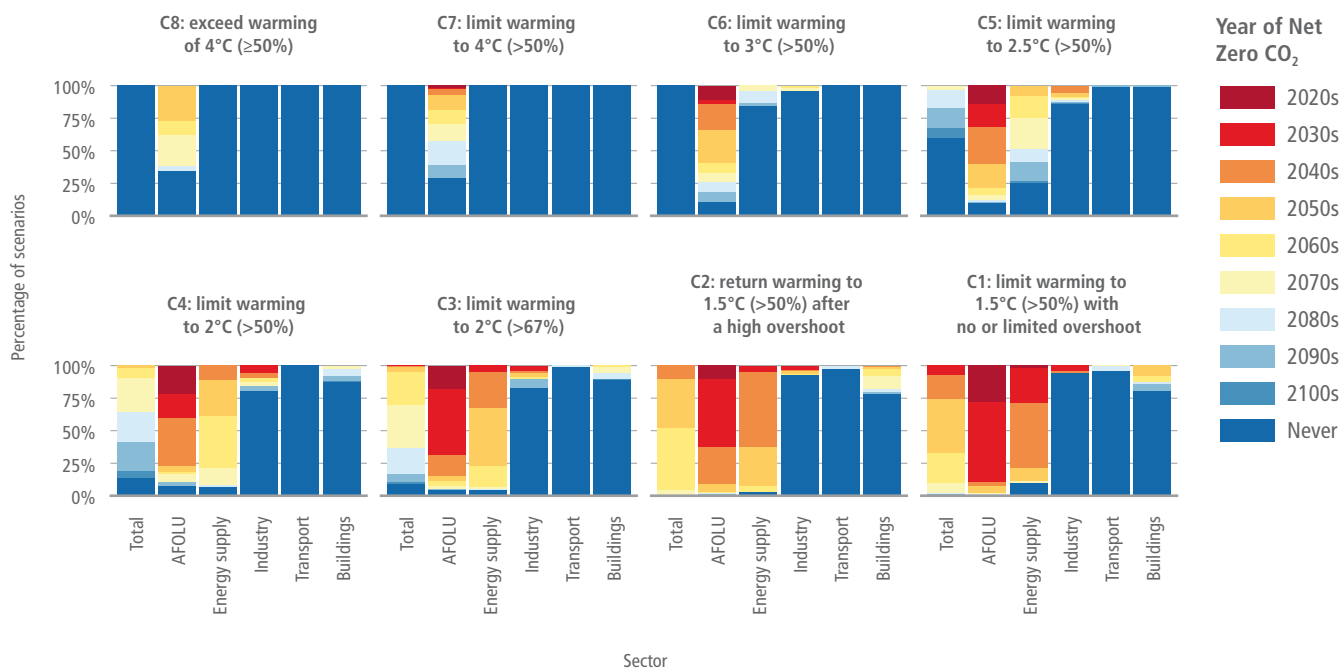 C8: exceed warming
of 4°C (≥50%)
C7: limit warming
to 4°C (>50%)
C6: limit warming
to 3°C (>50%)
C5: limit warming
to 2.5°C (>50%)
Year of Net
Zero CO₂
100%
75%
50%
25%
0%
2020s
2030s
2040s
2050s
2060s
2070s
2080s
2090s
2100s
Never
Percentage of scenarios
C4: limit warming
to 2°C (>50%)
C3: limit warming
to 2°C (>67%)
C2: return warming to
1.5°C (>50%) after
a high overshoot
C1: limit warming to
1.5°C (>50%) with
no or limited overshoot
100%
75%
50%
25%
0%
Total
AFOLU
Energy supply
Industry
Transport
Buildings
Total
AFOLU
Energy supply
Industry
Transport
Buildings
Total
AFOLU
Energy supply
Industry
Transport
Buildings
Total
AFOLU
Energy supply
Industry
Transport
Buildings
Sector